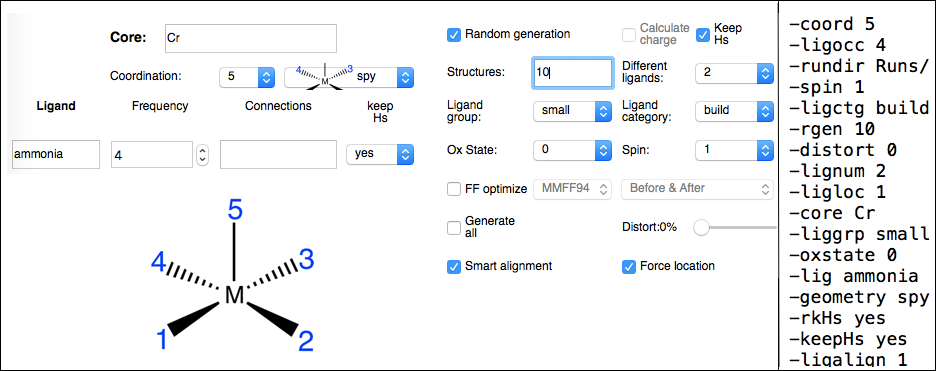 Core: Cr
Coordination: 5 4 3 M spy
Ligand Frequency Connections keep Hs
ammonia 4 yes
5
4 3
M
1 2
Random generation Calculate charge Keep Hs
Structures: 10 Different ligands: 2
Ligand group: small Ligand category: build
Ox State: 0 Spin: 1
FF optimize MMFF94 Before & After
Generate all Distort:0%
Smart alignment Force location
-coord 5
-ligocc 4
-rundir Runs/
-spin 1
-ligctg build
-rgen 10
-distort 0
-lignum 2
-ligloc 1
-core Cr
-liggrp small
-oxstate 0
-lig ammonia
-geometry spy
-rkHs yes
-keepHs yes
-ligalign 1